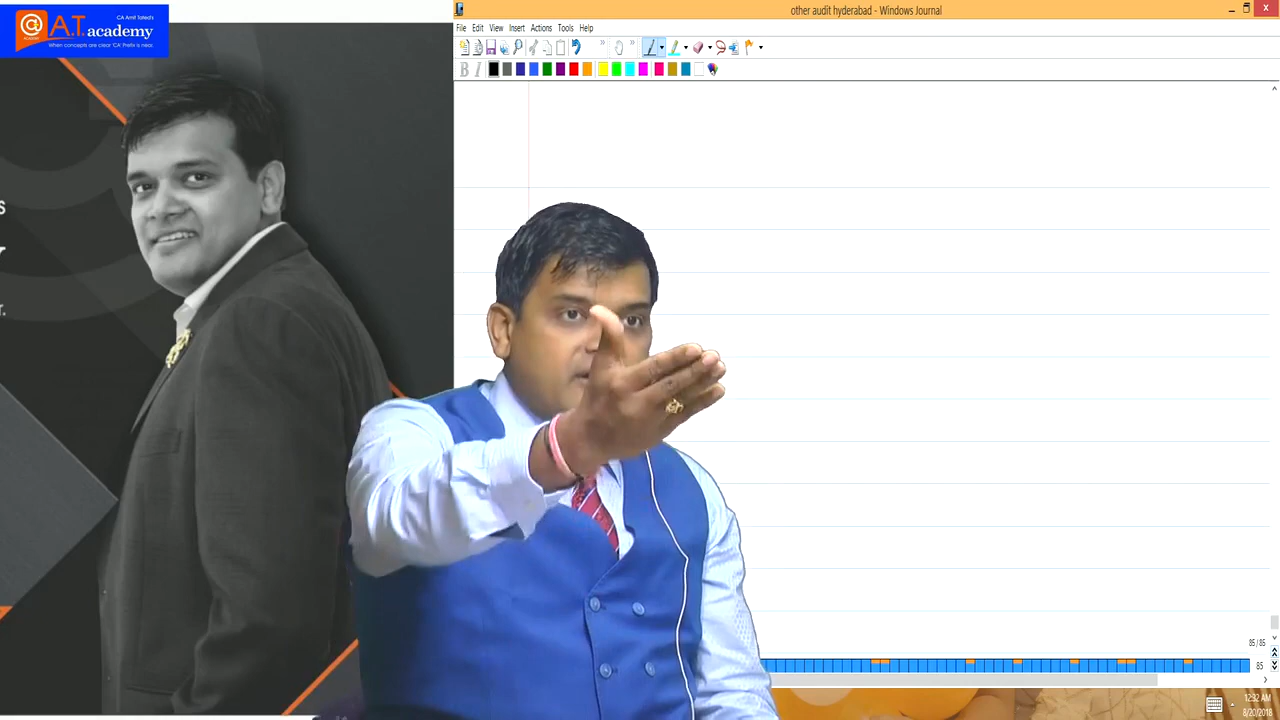 CA Amit Tated's
@ A.T. academy
When concepts are clear 'CA' Prefix is near.
s
r.
other audit hyderabad - Windows Journal
File Edit View Insert Actions Tools Help
B I
85 / 85
85
12:32 AM
8/20/2018